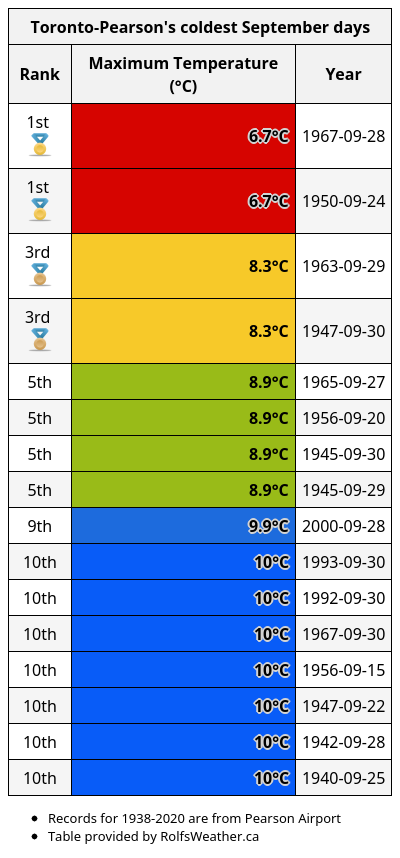 Toronto-Pearson's coldest September days
Rank Maximum Temperature (°C) Year
1st 6.7°C 1967-09-28
1st 6.7°C 1950-09-24
3rd 8.3°C 1963-09-29
3rd 8.3°C 1947-09-30
5th 8.9°C 1965-09-27
5th 8.9°C 1956-09-20
5th 8.9°C 1945-09-30
5th 8.9°C 1945-09-29
9th 9.9°C 2000-09-28
10th 10°C 1993-09-30
10th 10°C 1992-09-30
10th 10°C 1967-09-30
10th 10°C 1956-09-15
10th 10°C 1947-09-22
10th 10°C 1942-09-28
10th 10°C 1940-09-25
• Records for 1938-2020 are from Pearson Airport
• Table provided by RolfsWeather.ca